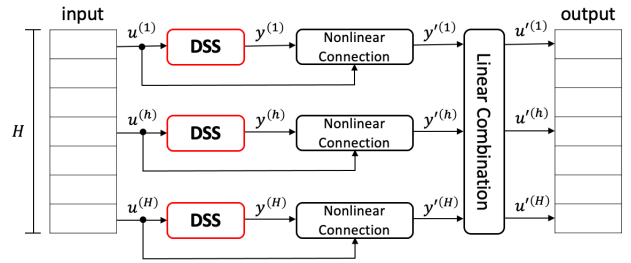 input
output
H
u^{(1)}
DSS
y^{(1)}
Nonlinear
Connection
y'^{(1)}
u'^{(1)}
u^{(h)}
DSS
y^{(h)}
Nonlinear
Connection
y'^{(h)}
u'^{(h)}
u^{(H)}
DSS
y^{(H)}
Nonlinear
Connection
y'^{(H)}
u'^{(H)}
Linear Combination